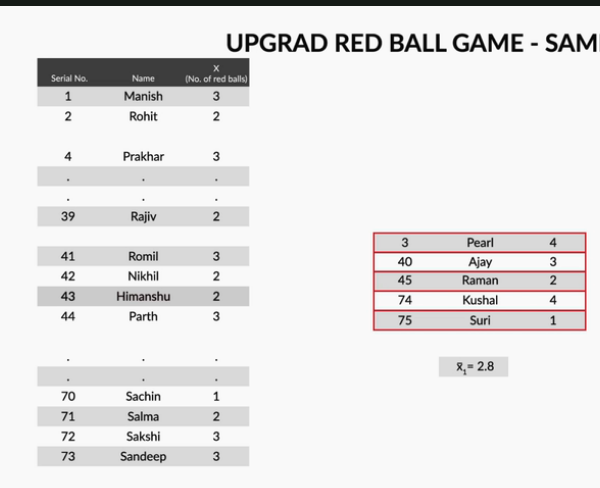 UPGRAD RED BALL GAME - SAM
Serial No. Name X (No. of red balls)
1 Manish 3
2 Rohit 2
4 Prakhar 3
. . .
. . .
39 Rajiv 2
41 Romil 3
42 Nikhil 2
43 Himanshu 2
44 Parth 3
. . .
. . .
70 Sachin 1
71 Salma 2
72 Sakshi 3
73 Sandeep 3
3 Pearl 4
40 Ajay 3
45 Raman 2
74 Kushal 4
75 Suri 1
x̄₁= 2.8